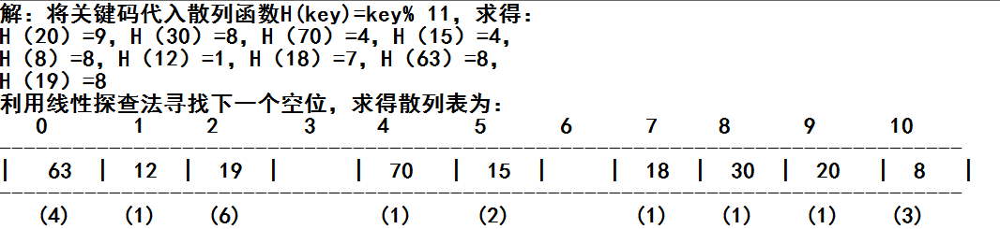 解：将关键码代入散列函数H(key)=key% 11，求得：
H（20）=9，H（30）=8，H（70）=4，H（15）=4，
H（8）=8，H（12）=1，H（18）=7，H（63）=8，
H（19）=8
利用线性探查法寻找下一个空位，求得散列表为：
0 1 2 3 4 5 6 7 8 9 10
| 63 | 12 | 19 | | 70 | 15 | | 18 | 30 | 20 | 8 |
(4) (1) (6) (1) (2) (1) (1) (1) (3)